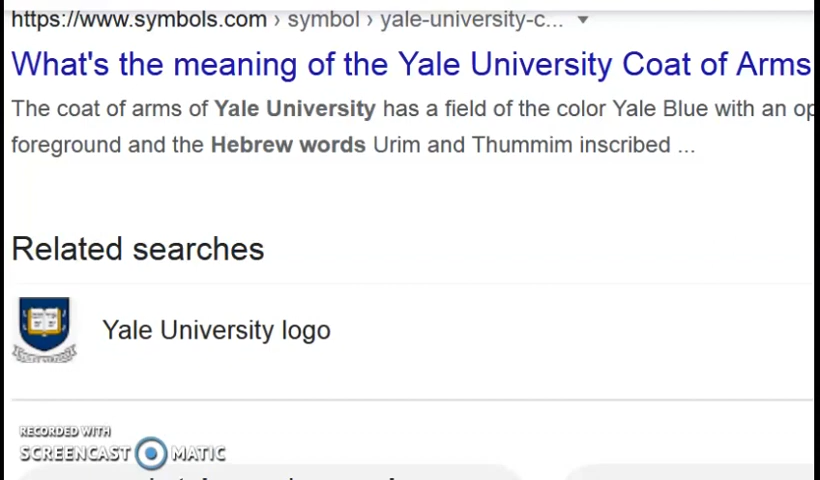 https://www.symbols.com › symbol › yale-university-c...
What's the meaning of the Yale University Coat of Arms
The coat of arms of Yale University has a field of the color Yale Blue with an
foreground and the Hebrew words Urim and Thummim inscribed ...
Related searches
Yale University logo
RECORDED WITH
SCREENCAST MATIC